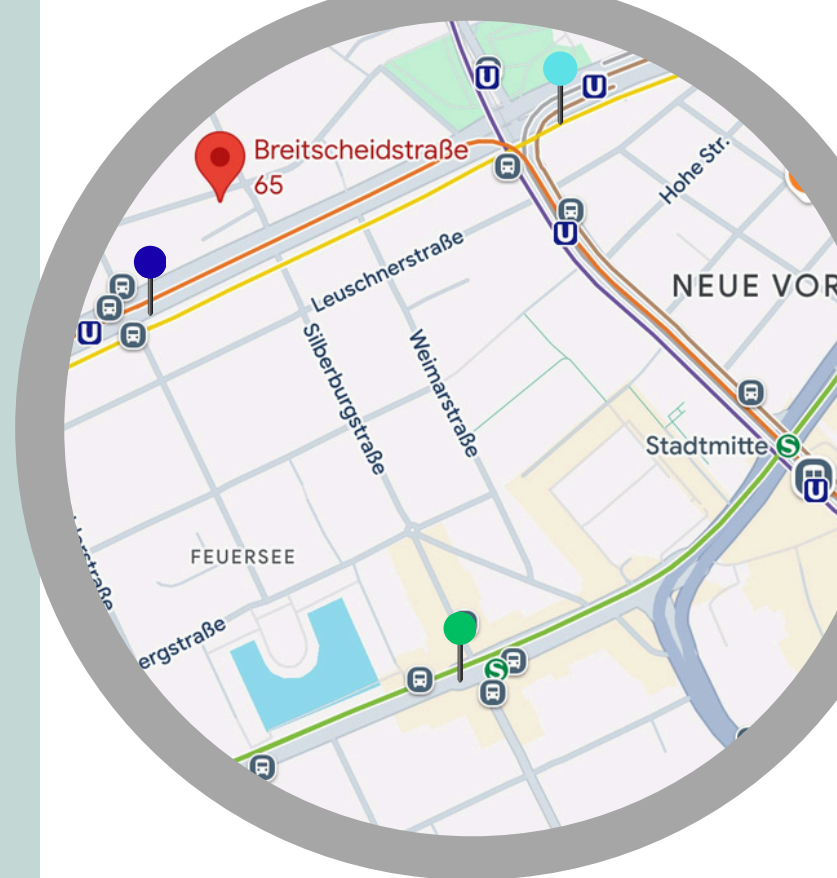 U
U
Breitscheidstraße
65
Hohe Str.
U
Leuschnerstraße
NEUE VOR
U
Silberburgstraße
Weimarstraße
Stadtmitte S
U
FEUERSEE
ergstraße
S